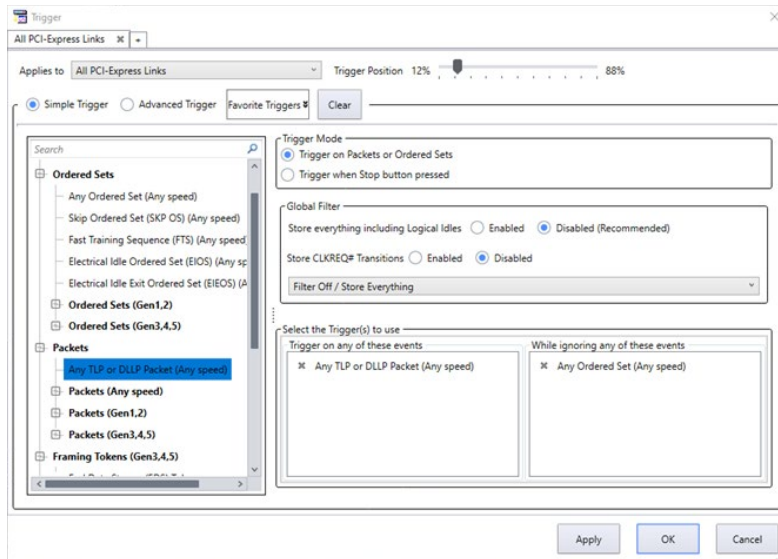 Trigger
All PCI-Express Links
Applies to All PCI-Express Links Trigger Position 12% 88%
Simple Trigger Advanced Trigger Favorite Triggers Clear
Search
Ordered Sets
Any Ordered Set (Any speed)
Skip Ordered Set (SKP OS) (Any speed)
Fast Training Sequence (FTS) (Any speed
Electrical Idle Ordered Set (EIOS) (Any sp
Electrical Idle Exit Ordered Set (EIEOS) (A
Ordered Sets (Gen1,2)
Ordered Sets (Gen3,4,5)
Packets
Any TLP or DLLP Packet (Any speed)
Packets (Any speed)
Packets (Gen1,2)
Packets (Gen3,4,5)
Framing Tokens (Gen3,4,5)
Trigger Mode
Trigger on Packets or Ordered Sets
Trigger when Stop button pressed
Global Filter
Store everything including Logical Idles Enabled Disabled (Recommended)
Store CLKREQ# Transitions Enabled Disabled
Filter Off / Store Everything
Select the Trigger(s) to use
Trigger on any of these events
Any TLP or DLLP Packet (Any speed)
While ignoring any of these events
Any Ordered Set (Any speed)
Apply OK Cancel